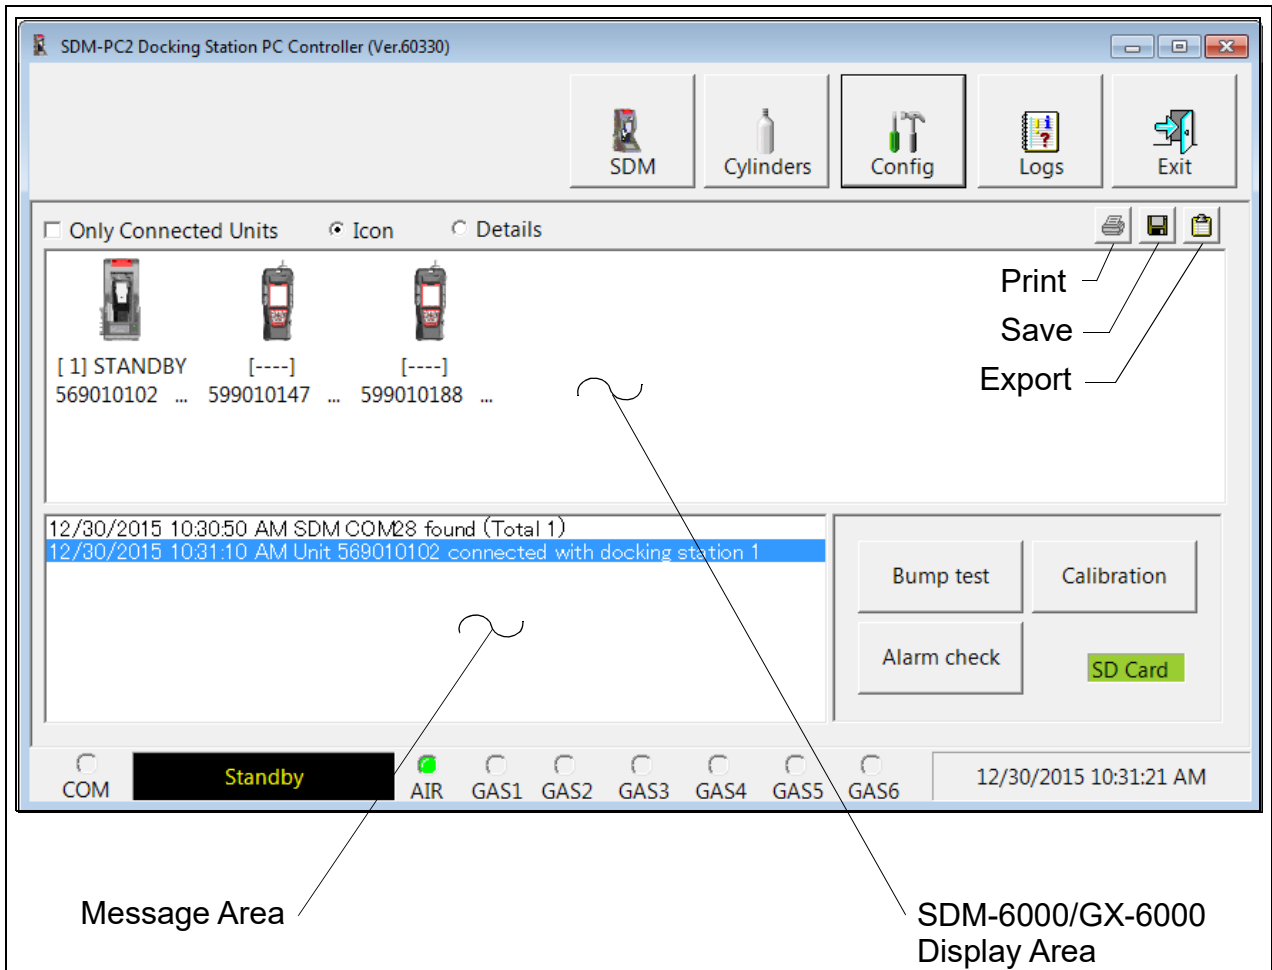 SDM-PC2 Docking Station PC Controller (Ver.60330)
SDM Cylinders Config Logs Exit
Only Connected Units Icon Details
Print
Save
Export
[ 1] STANDBY [----] [----]
569010102 ... 599010147 ... 599010188 ...
12/30/2015 10:30:50 AM SDM COM28 found (Total 1)
12/30/2015 10:31:10 AM Unit 569010102 connected with docking station 1
Bump test Calibration
Alarm check SD Card
COM Standby AIR GAS1 GAS2 GAS3 GAS4 GAS5 GAS6 12/30/2015 10:31:21 AM
Message Area
SDM-6000/GX-6000
Display Area